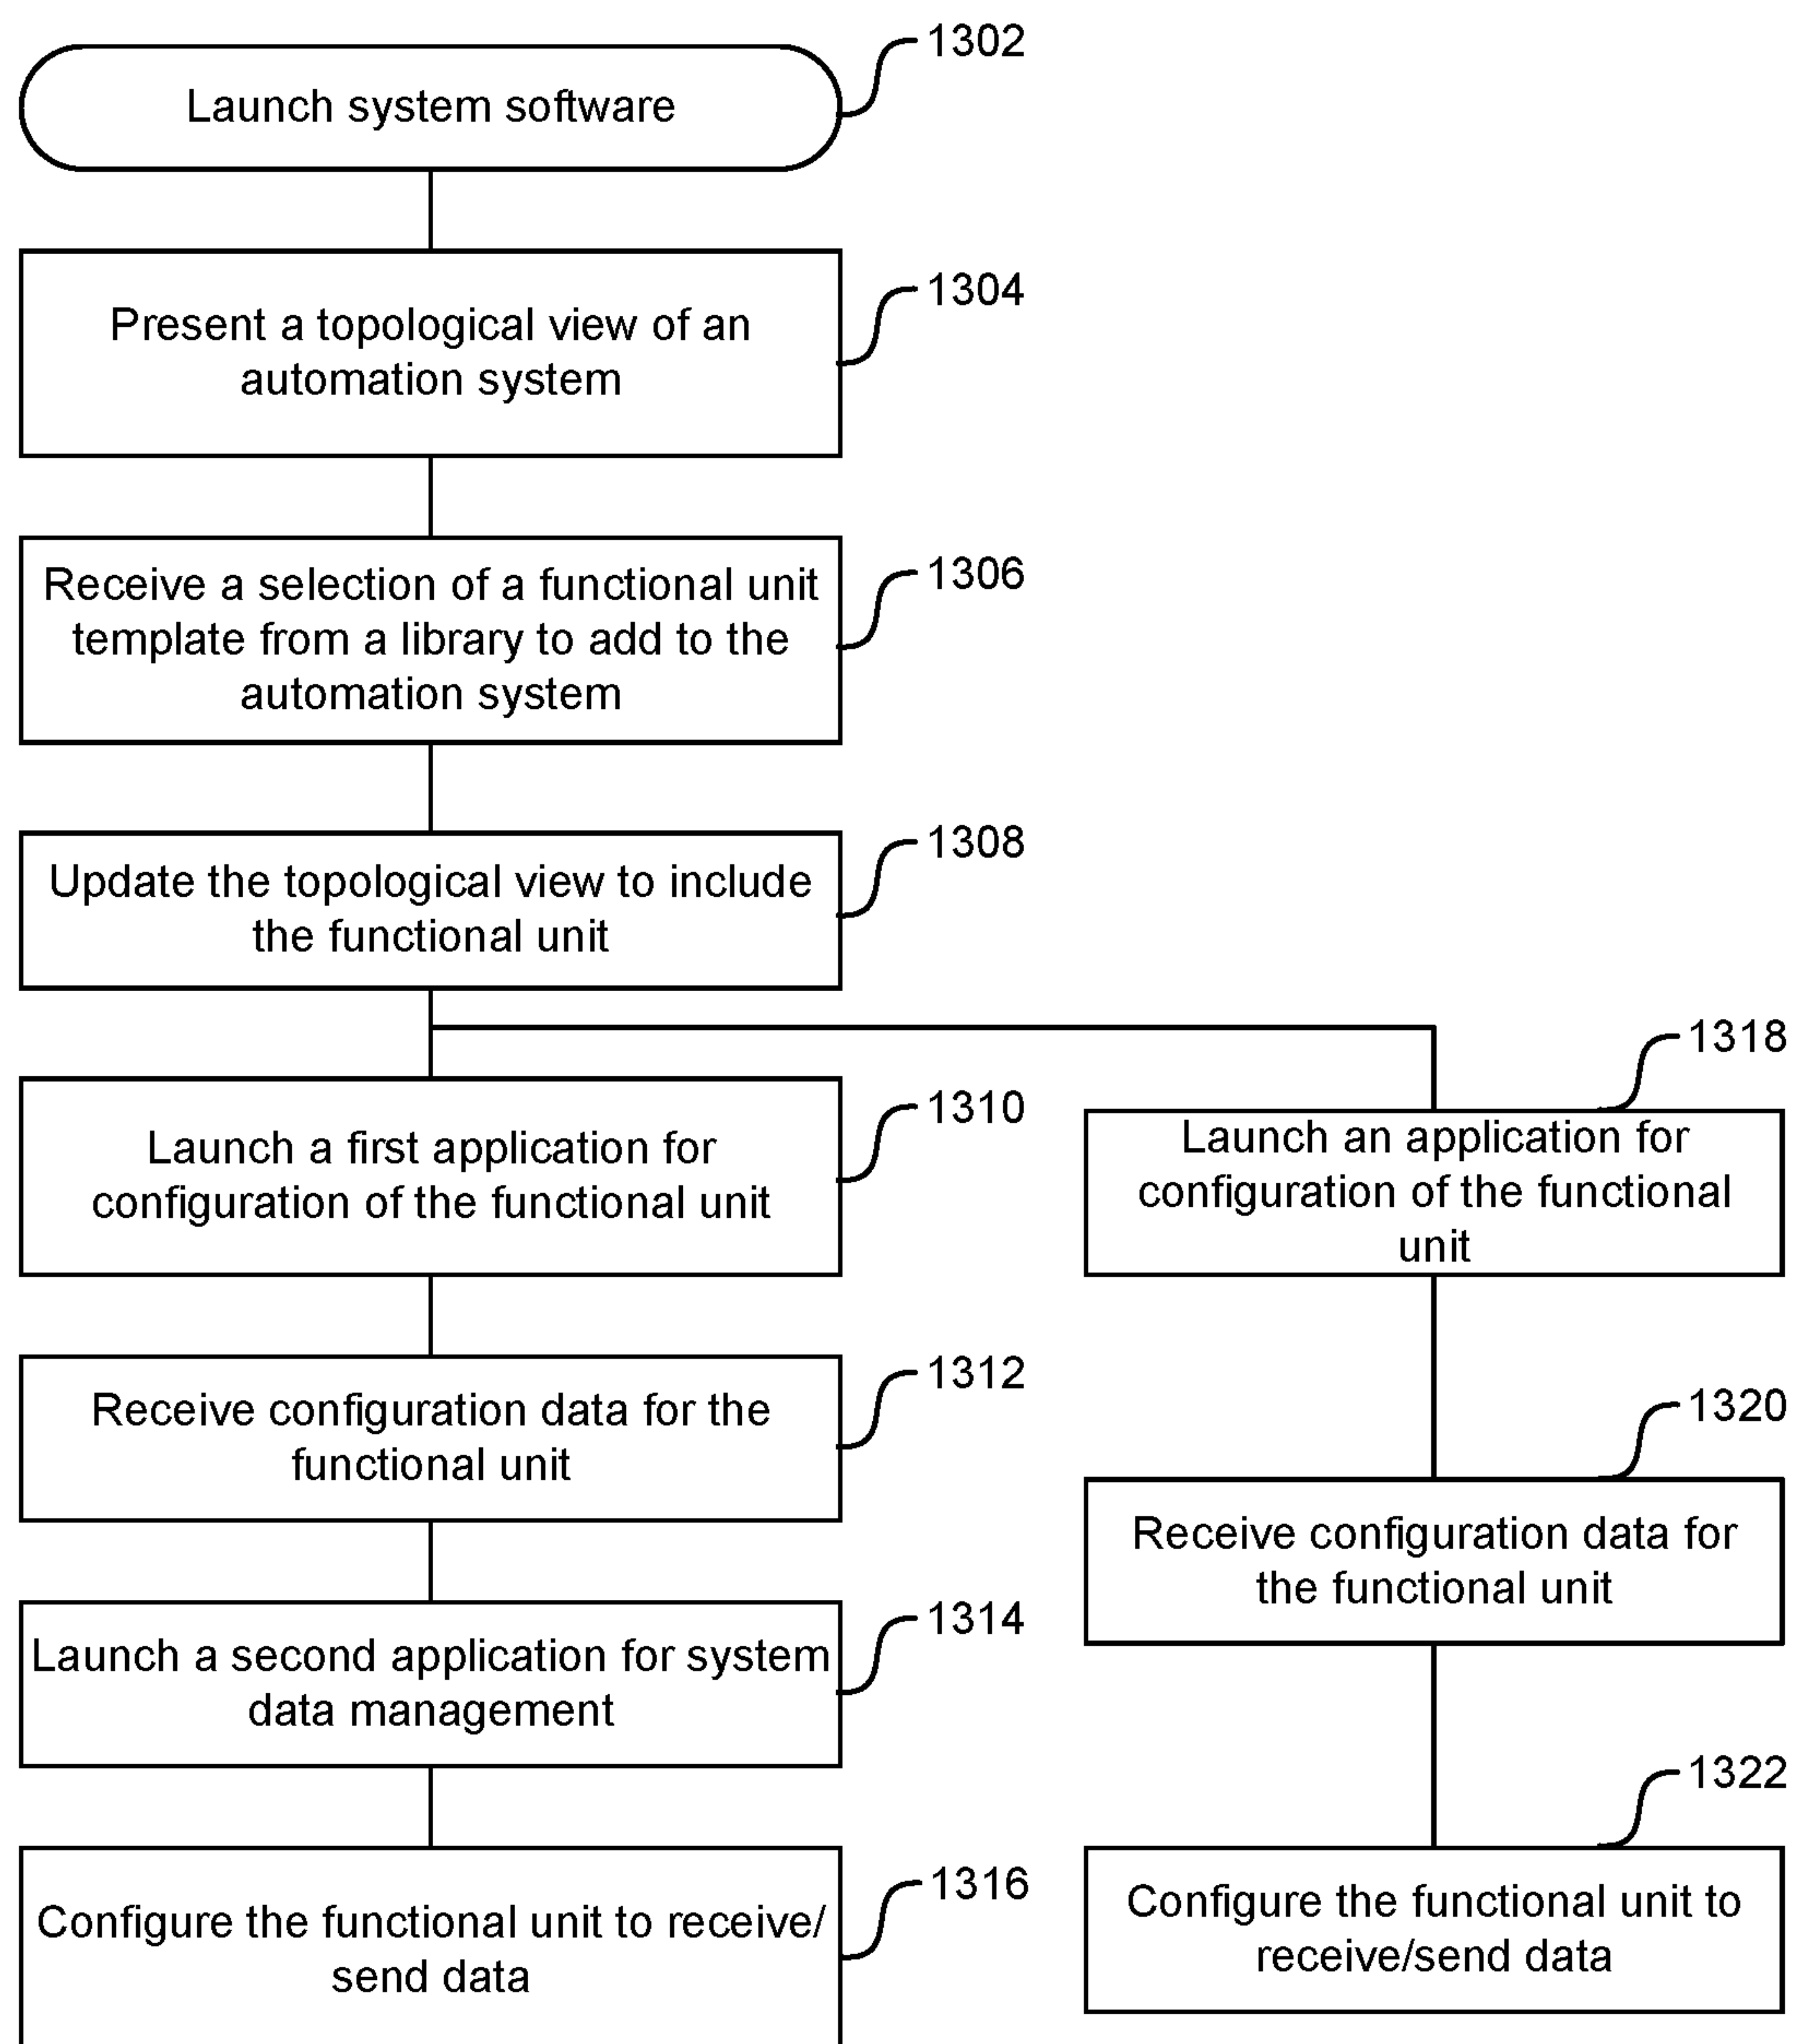 1302
Launch system software
1304
Present a topological view of an
automation system
1306
Receive a selection of a functional unit
template from a library to add to the
automation system
1308
Update the topological view to include
the functional unit
1310
Launch a first application for
configuration of the functional unit
1312
Receive configuration data for the
functional unit
1314
Launch a second application for system
data management
1316
Configure the functional unit to receive/
send data
1318
Launch an application for
configuration of the functional
unit
1320
Receive configuration data for
the functional unit
1322
Configure the functional unit to
receive/send data